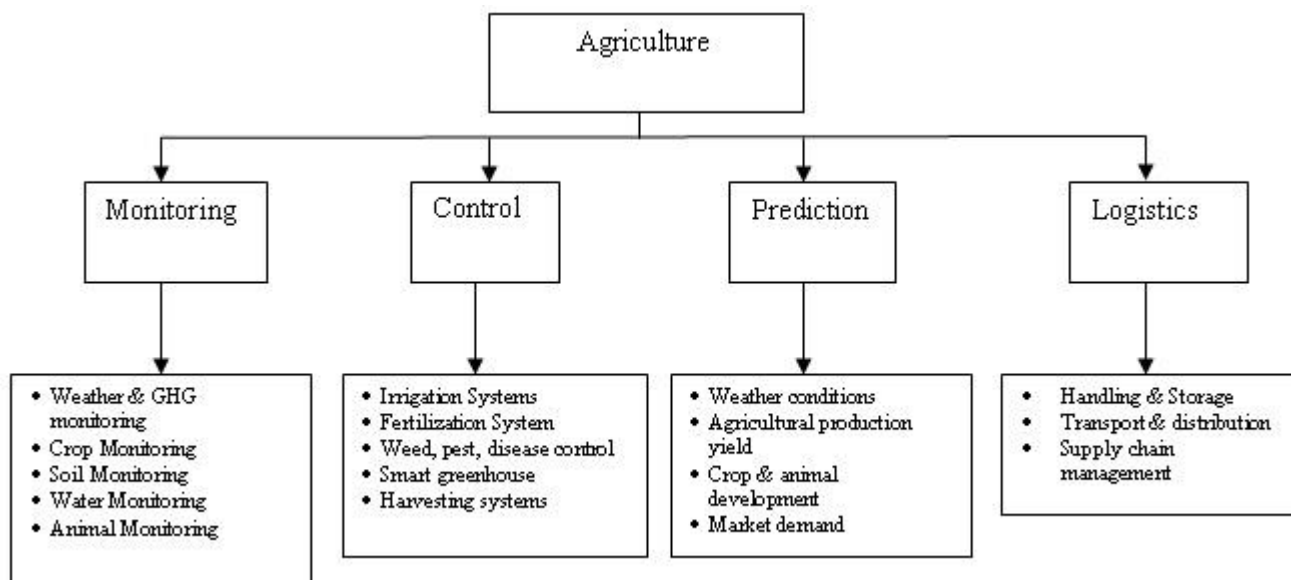 Agriculture
Monitoring
Control
Prediction
Logistics
• Weather & GHG
monitoring
• Crop Monitoring
• Soil Monitoring
• Water Monitoring
• Animal Monitoring
• Irrigation Systems
• Fertilization System
• Weed, pest, disease control
• Smart greenhouse
• Harvesting systems
• Weather conditions
• Agricultural production
yield
• Crop & animal
development
• Market demand
• Handling & Storage
• Transport & distribution
• Supply chain
management